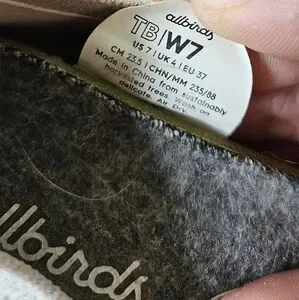 allbirds
TB W7
US 7 | UK 4 | EU 37
CM 23.5 | CHN/MM 235/88
Made in China from sustainably
harvested trees. Wash on
delicate. Air Dry.
allbirds